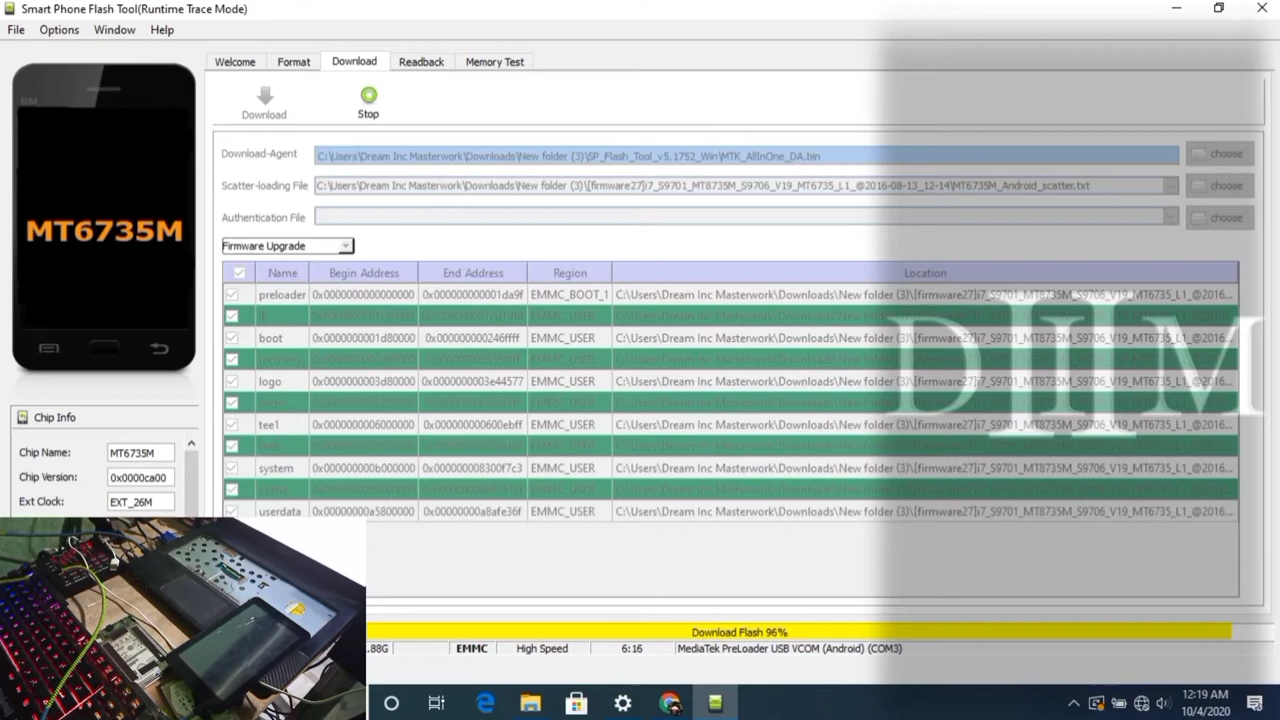 Smart Phone Flash Tool(Runtime Trace Mode)
File Options Window Help
Welcome Format Download Readback Memory Test
BM
MT6735M
Download Stop
Download-Agent C:\Users\Dream Inc Masterwork\Downloads\New folder (3)\SP_Flash_Tool_v5.1752_Win\MTK_AllInOne_DA.bin choose
Scatter-loading File C:\Users\Dream Inc Masterwork\Downloads\New folder (3)\[firmware27]i7_S9701_MT8735M_S9706_V19_MT6735_L1_@2016-08-13_12-14\MT6735M_Android_scatter.txt choose
Authentication File choose
Firmware Upgrade
Name Begin Address End Address Region Location
preloader 0x0000000000000000 0x000000000001da9f EMMC_BOOT_1 C:\Users\Dream Inc Masterwork\Downloads\New folder (3)\[firmware27]i7_S9701_MT8735M_S9706_V19_MT6735_L1_@2016...
boot 0x0000000001d80000 0x000000000246ffff EMMC_USER C:\Users\Dream Inc Masterwork\Downloads\New folder (3)\[firmware27]i7_S9701_MT8735M_S9706_V19_MT6735_L1_@2016...
logo 0x0000000003d80000 0x0000000003e44577 EMMC_USER C:\Users\Dream Inc Masterwork\Downloads\New folder (3)\[firmware27]i7_S9701_MT8735M_S9706_V19_MT6735_L1_@2016...
tee1 0x0000000006000000 0x000000000600ebff EMMC_USER C:\Users\Dream Inc Masterwork\Downloads\New folder (3)\[firmware27]i7_S9701_MT8735M_S9706_V19_MT6735_L1_@2016...
system 0x000000000b000000 0x000000008300f7c3 EMMC_USER C:\Users\Dream Inc Masterwork\Downloads\New folder (3)\[firmware27]i7_S9701_MT8735M_S9706_V19_MT6735_L1_@2016...
userdata 0x00000000a5800000 0x00000000a8afe36f EMMC_USER C:\Users\Dream Inc Masterwork\Downloads\New folder (3)\[firmware27]i7_S9701_MT8735M_S9706_V19_MT6735_L1_@2016...
DIIM
Chip Info
Chip Name: MT6735M
Chip Version: 0x0000ca00
Ext Clock: EXT_26M
Download Flash 96%
.88G EMMC High Speed 6:16 MediaTek PreLoader USB VCOM (Android) (COM3)
12:19 AM
10/4/2020